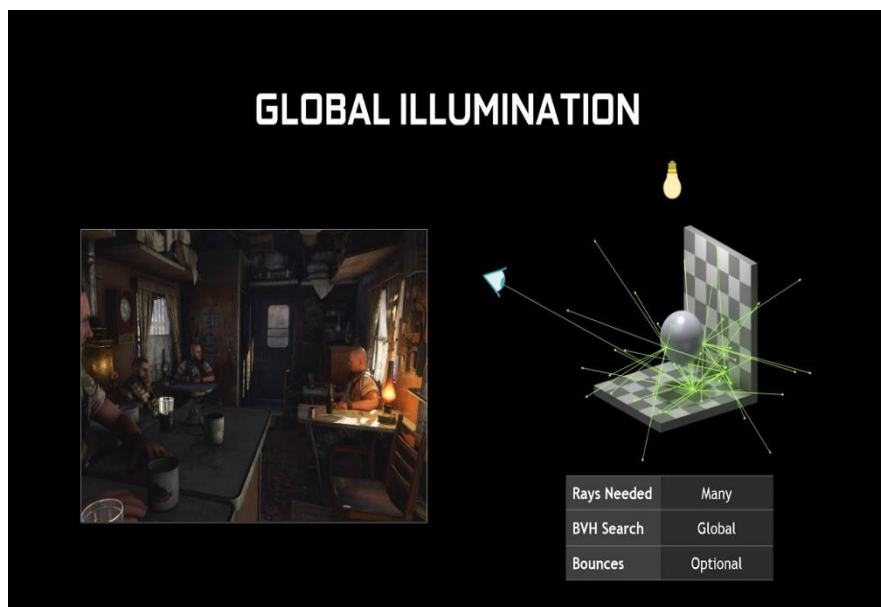 GLOBAL ILLUMINATION
Rays Needed Many
BVH Search Global
Bounces Optional